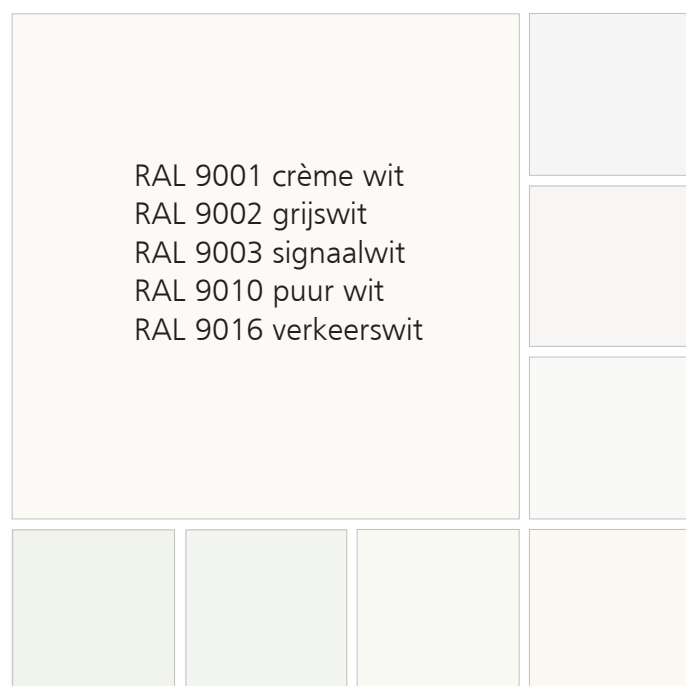 RAL 9001 crème wit
RAL 9002 grijswit
RAL 9003 signaalwit
RAL 9010 puur wit
RAL 9016 verkeerswit